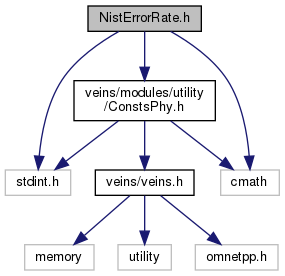 NistErrorRate.h
veins/modules/utility
/ConstsPhy.h
stdint.h
veins/veins.h
cmath
memory
utility
omnetpp.h